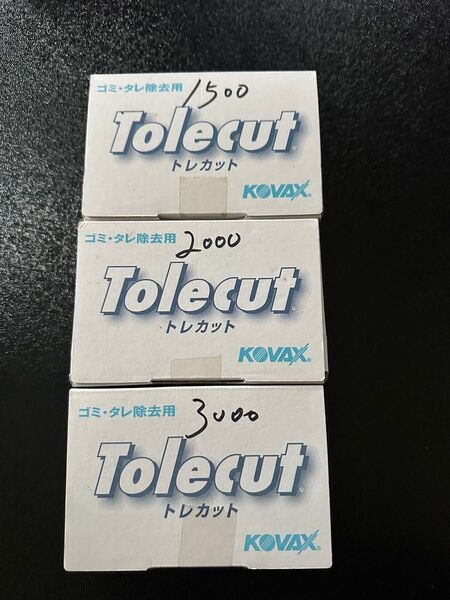 ゴミ・タレ除去用 1500
Tolecut®
トレカット
KOVAX®
ゴミ・タレ除去用 2000
Tolecut®
トレカット
KOVAX®
ゴミ・タレ除去用 3000
Tolecut®
トレカット
KOVAX®